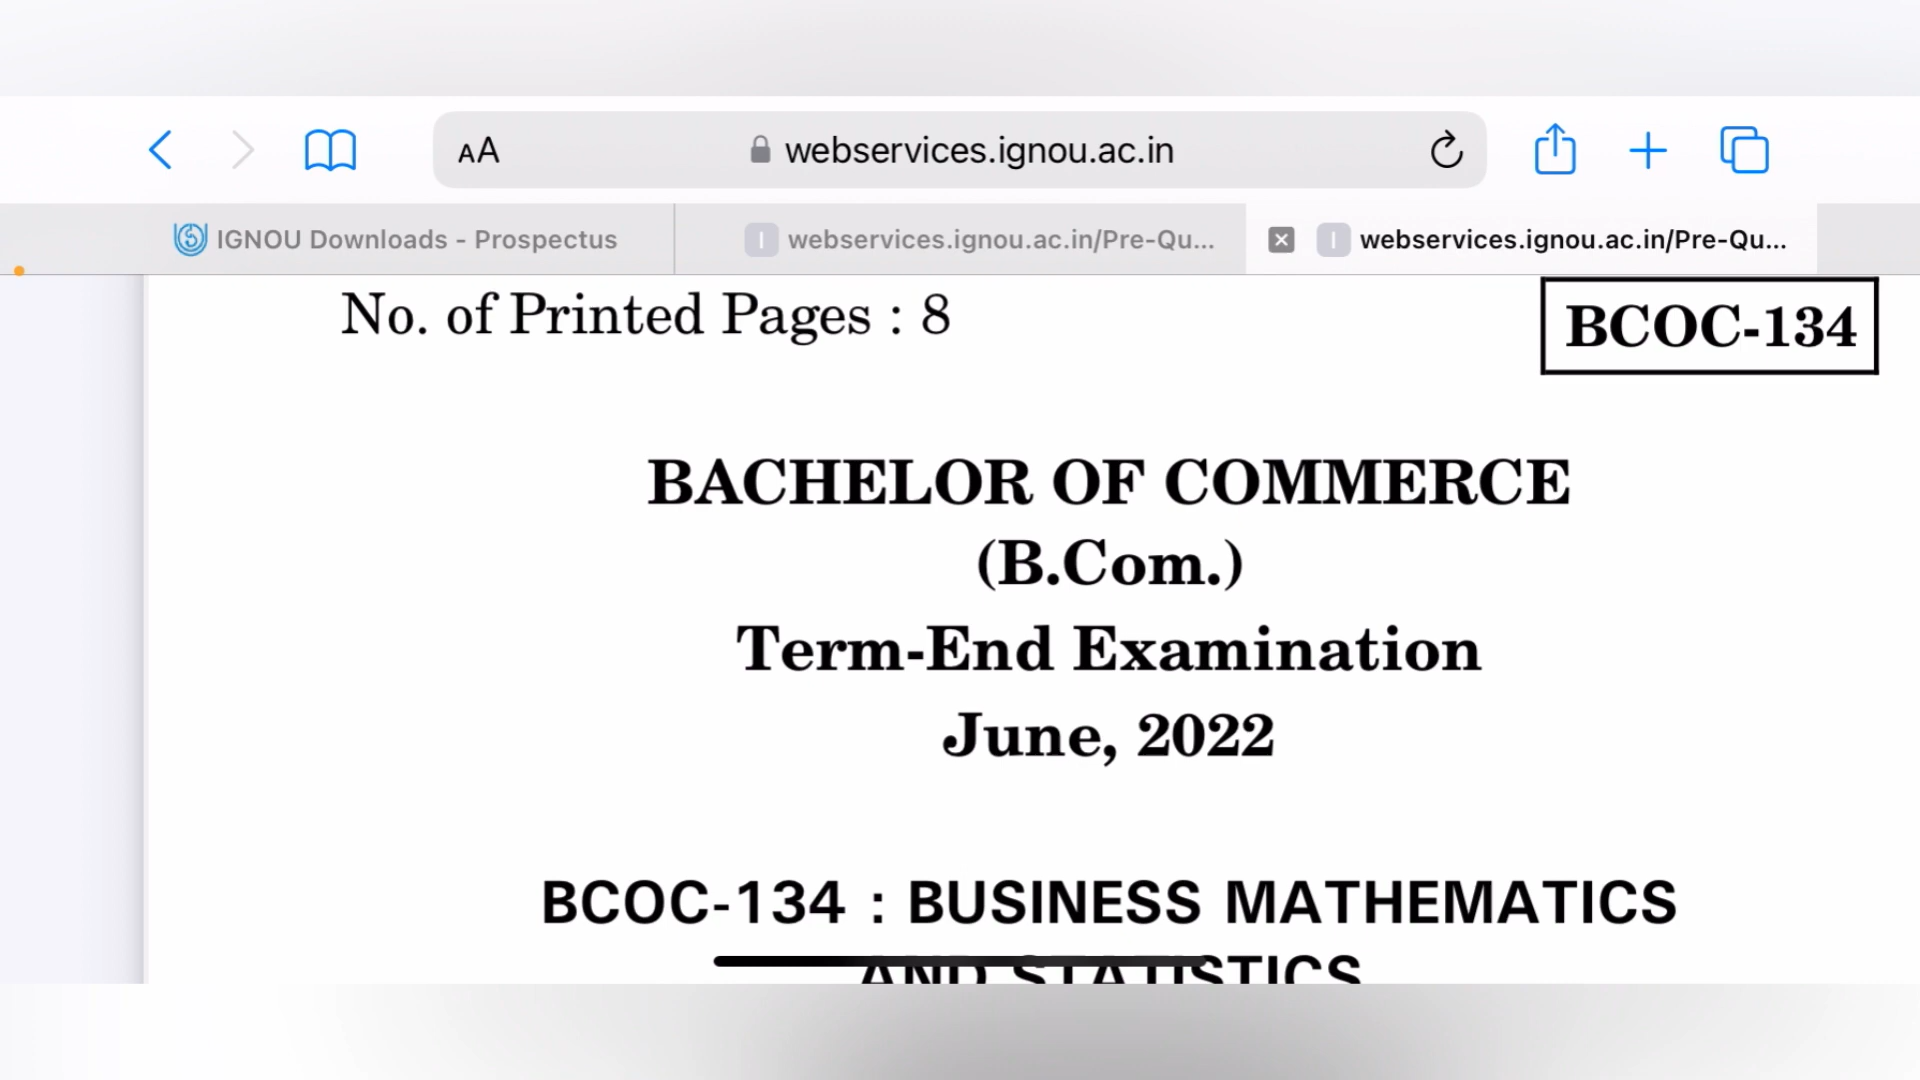 AA webservices.ignou.ac.in
IGNOU Downloads - Prospectus
webservices.ignou.ac.in/Pre-Qu...
webservices.ignou.ac.in/Pre-Qu...
No. of Printed Pages : 8
BCOC-134
BACHELOR OF COMMERCE
(B.Com.)
Term-End Examination
June, 2022
BCOC-134 : BUSINESS MATHEMATICS
AND STATISTICS